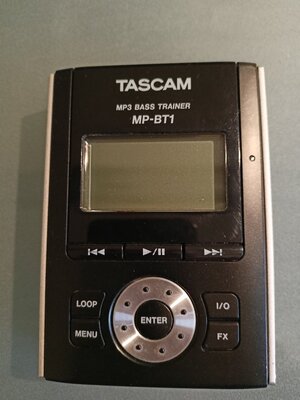 TASCAM
MP3 BASS TRAINER
MP-BT1
LOOP
I/O
ENTER
MENU
FX